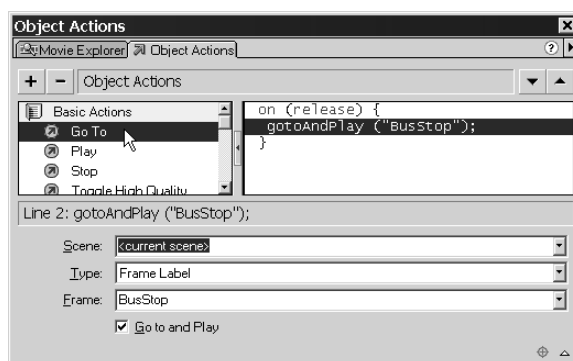 Object Actions
Movie Explorer Object Actions ?
+ - Object Actions
Basic Actions
Go To
Play
Stop
Toggle High Quality
on (release) {
gotoAndPlay ("BusStop");
}
Line 2: gotoAndPlay ("BusStop");
Scene: <current scene>
Type: Frame Label
Frame: BusStop
Go to and Play